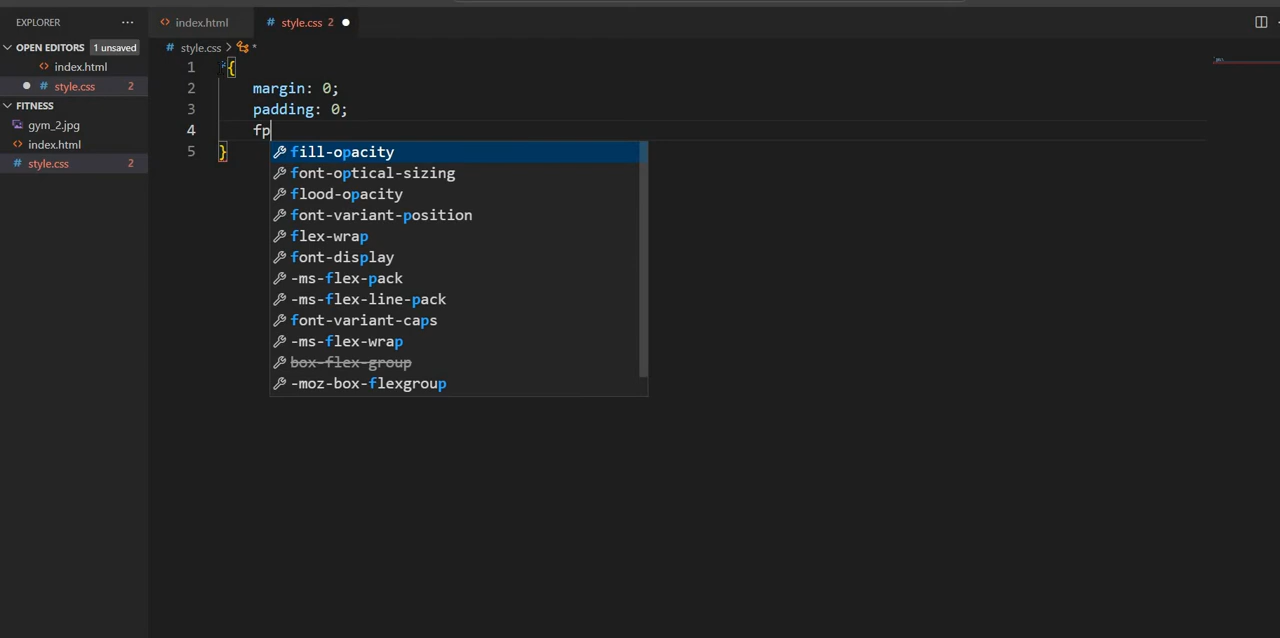 EXPLORER ...
OPEN EDITORS 1 unsaved
index.html
style.css 2
FITNESS
gym_2.jpg
index.html
style.css 2
index.html
# style.css 2
# style.css > *
1 *{
2 margin: 0;
3 padding: 0;
4 fp
5 }
fill-opacity
font-optical-sizing
flood-opacity
font-variant-position
flex-wrap
font-display
-ms-flex-pack
-ms-flex-line-pack
font-variant-caps
-ms-flex-wrap
box-flex-group
-moz-box-flexgroup